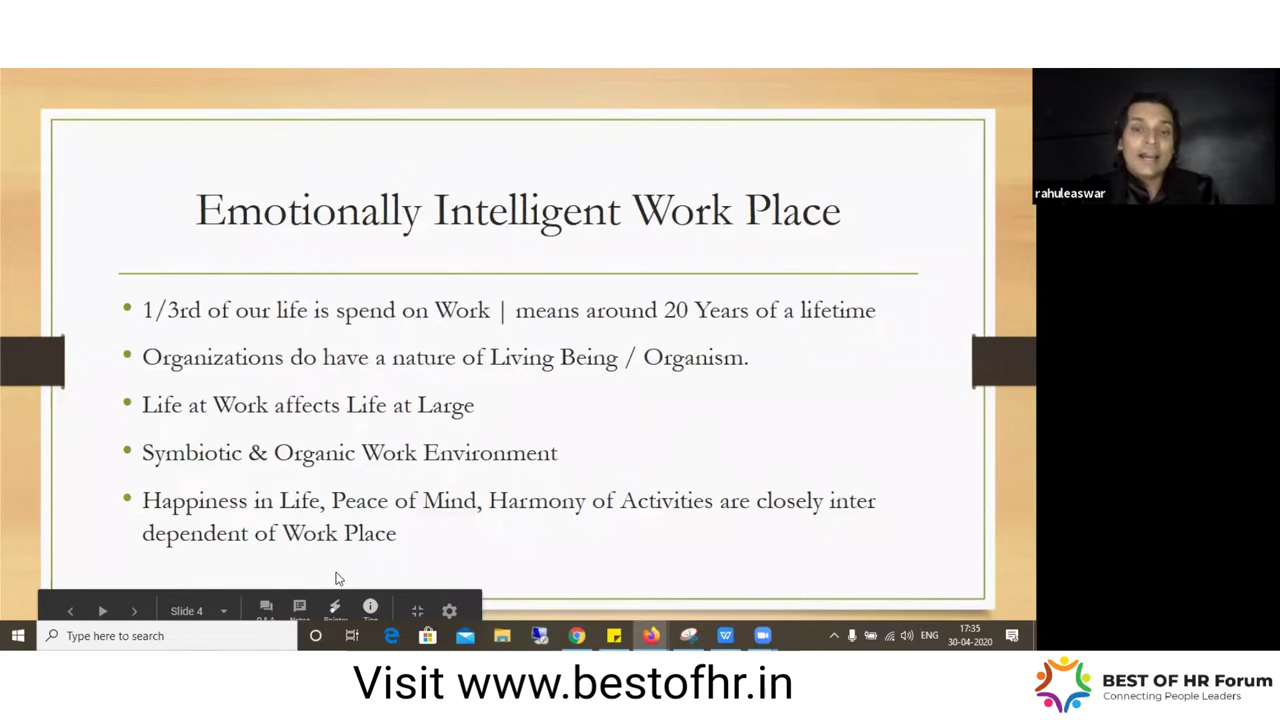 rahuleaswar
Emotionally Intelligent Work Place
1/3rd of our life is spend on Work | means around 20 Years of a lifetime
Organizations do have a nature of Living Being / Organism.
Life at Work affects Life at Large
Symbiotic & Organic Work Environment
Happiness in Life, Peace of Mind, Harmony of Activities are closely inter
dependent of Work Place
Slide 4
Type here to search
ENG
17:35
30-04-2020
Visit www.bestofhr.in
BEST OF HR Forum
Connecting People Leaders